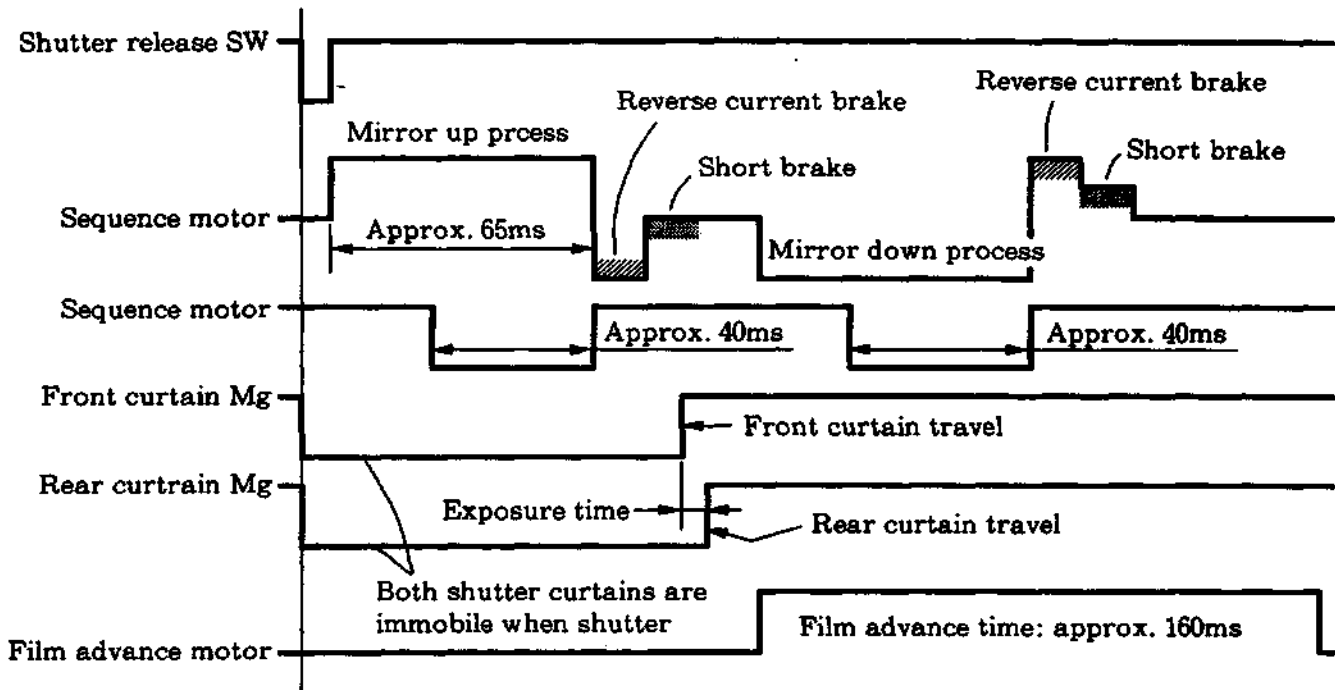 Shutter release SW
Reverse current brake
Reverse current brake
Mirror up prcess
Short brake
Short brake
Sequence motor
Approx. 65ms
Mirror down process
Sequence motor
Approx. 40ms
Approx. 40ms
Front curtain Mg
Front curtain travel
Rear curtrain Mg
Exposure time
Rear curtain travel
Both shutter curtains are
immobile when shutter
Film advance time: approx. 160ms
Film advance motor